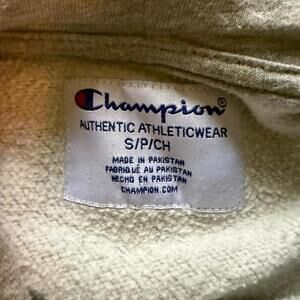 Champion®
AUTHENTIC ATHLETICWEAR
S/P/CH
MADE IN PAKISTAN
FABRIQUÉ AU PAKISTAN
HECHO EN PAKISTAN
CHAMPION.COM